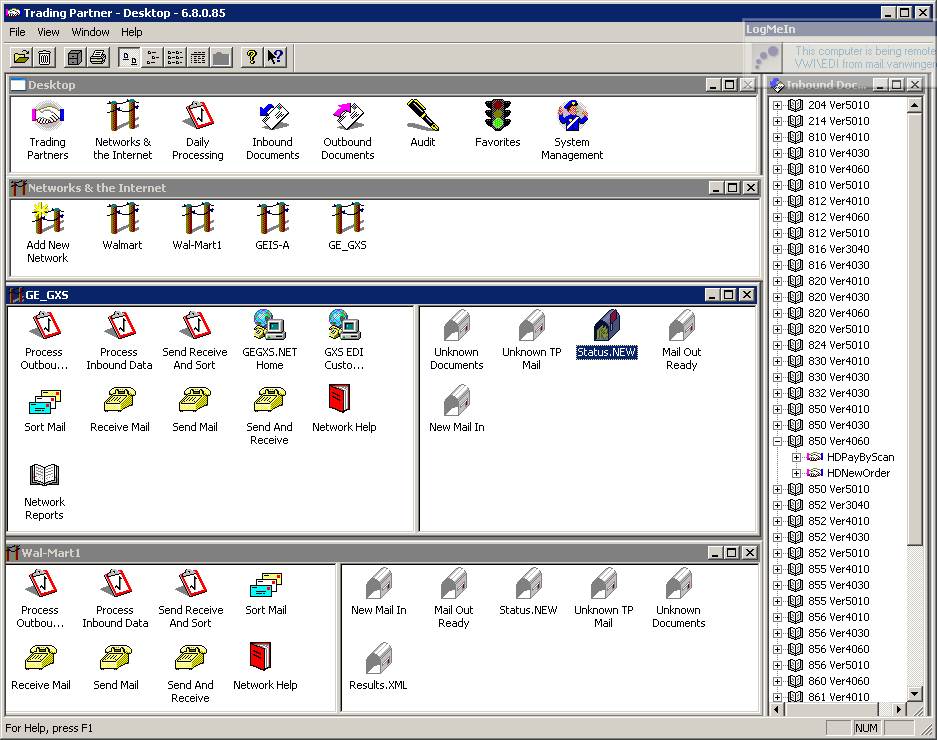 Trading Partner - Desktop - 6.8.0.85
File View Window Help
LogMeIn
This computer is being remote
VWI\EDI from mail.vanwingen
Desktop
Trading Partners
Networks & the Internet
Daily Processing
Inbound Documents
Outbound Documents
Audit
Favorites
System Management
Networks & the Internet
Add New Network
Walmart
Wal-Mart1
GEIS-A
GE_GXS
GE_GXS
Process Outbou...
Process Inbound Data
Send Receive And Sort
GEGXS.NET Home
GXS EDI Custo...
Sort Mail
Receive Mail
Send Mail
Send And Receive
Network Help
Network Reports
Unknown Documents
Unknown TP Mail
Status.NEW
Mail Out Ready
New Mail In
Wal-Mart1
Process Outbou...
Process Inbound Data
Send Receive And Sort
Sort Mail
Receive Mail
Send Mail
Send And Receive
Network Help
New Mail In
Mail Out Ready
Status.NEW
Unknown TP Mail
Unknown Documents
Results.XML
Inbound Doc...
204 Ver5010
214 Ver5010
810 Ver4010
810 Ver4030
810 Ver4060
810 Ver5010
812 Ver4010
812 Ver4060
812 Ver5010
816 Ver3040
816 Ver4030
820 Ver4010
820 Ver4030
820 Ver4060
820 Ver5010
824 Ver5010
830 Ver4010
830 Ver4030
832 Ver4030
850 Ver4010
850 Ver4030
850 Ver4060
HDPayByScan
HDNewOrder
850 Ver5010
852 Ver3040
852 Ver4010
852 Ver4030
852 Ver5010
855 Ver4010
855 Ver4030
855 Ver5010
856 Ver4010
856 Ver4030
856 Ver4060
856 Ver5010
860 Ver4060
861 Ver4010
For Help, press F1
NUM